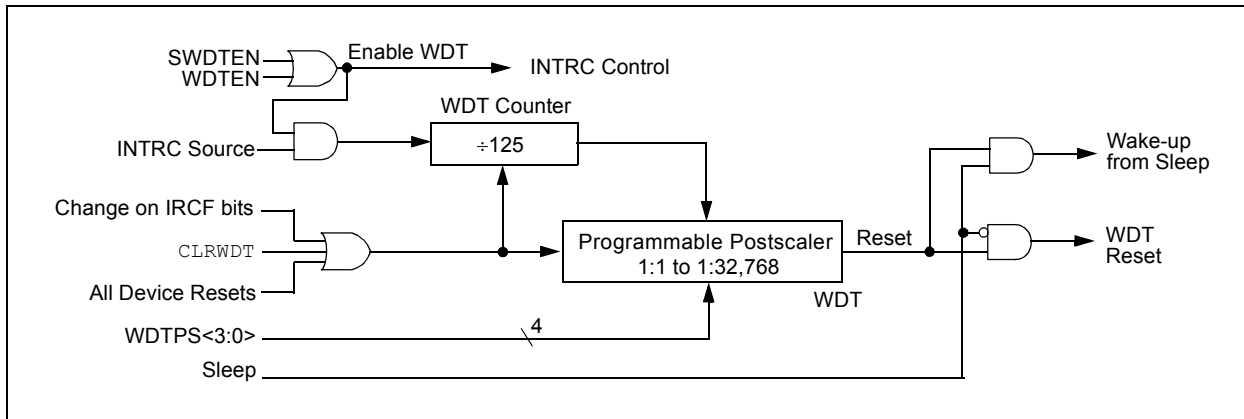 SWDTEN
WDTEN
Enable WDT
INTRC Control
WDT Counter
INTRC Source
÷125
Wake-up
from Sleep
Change on IRCF bits
CLRWDT
All Device Resets
Programmable Postscaler
1:1 to 1:32,768
Reset
WDT
Reset
WDT
WDTPS<3:0>
4
Sleep